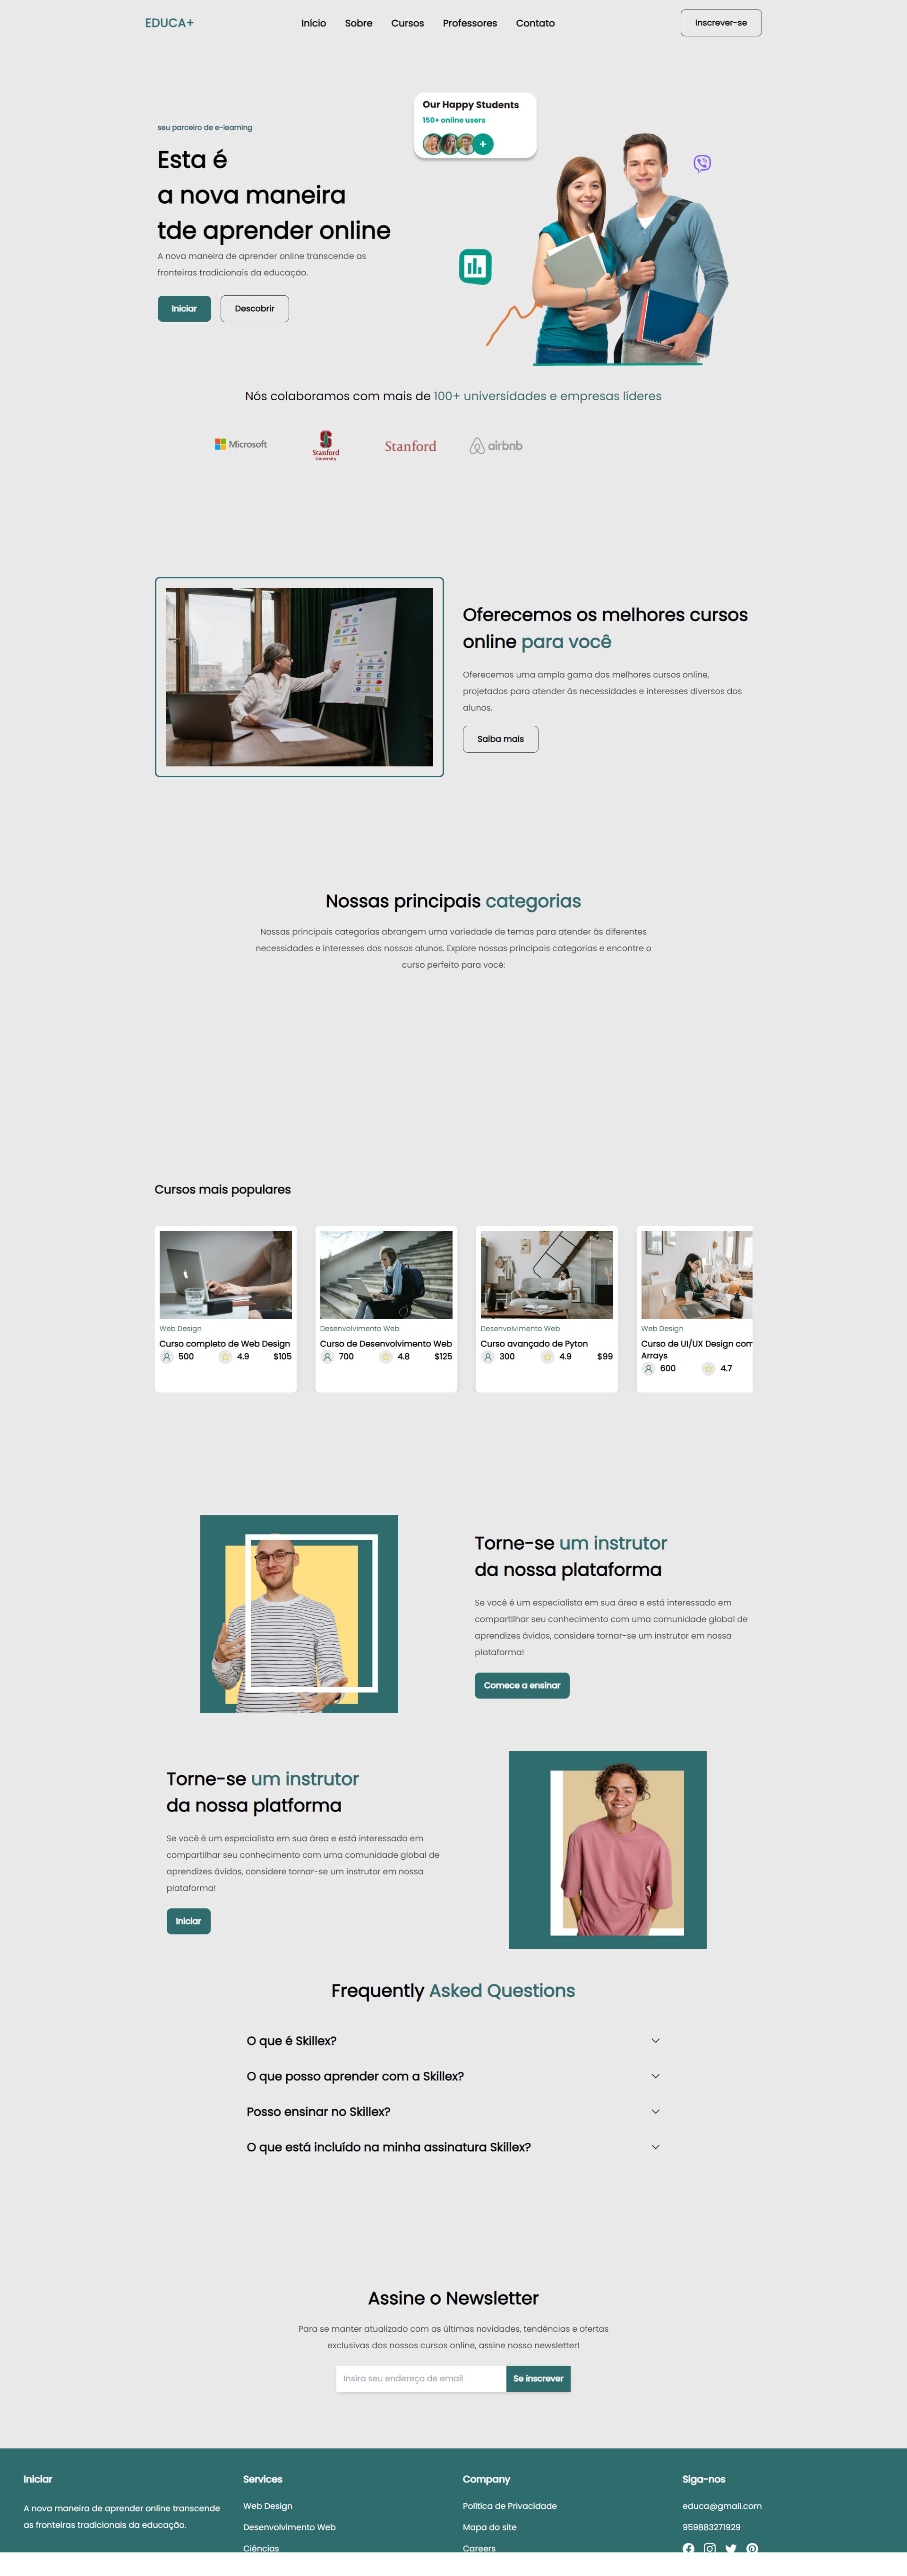 EDUCA+
Início Sobre Cursos Professores Contato
Inscrever-se
seu parceiro de e-learning
Esta é
a nova maneira
tde aprender online
A nova maneira de aprender online transcende as
fronteiras tradicionais da educação.
Iniciar
Descobrir
Our Happy Students
150+ online users
+
Nós colaboramos com mais de 100+ universidades e empresas líderes
Microsoft
S
Stanford
University
Stanford
airbnb
Oferecemos os melhores cursos
online para você
Oferecemos uma ampla gama dos melhores cursos online,
projetados para atender às necessidades e interesses diversos dos
alunos.
Saiba mais
Nossas principais categorias
Nossas principais categorias abrangem uma variedade de temas para atender às diferentes
necessidades e interesses dos nossos alunos. Explore nossas principais categorias e encontre o
curso perfeito para você:
Cursos mais populares
Web Design
Curso completo de Web Design
500 4.9 $105
Desenvolvimento Web
Curso de Desenvolvimento Web
700 4.8 $125
Desenvolvimento Web
Curso avançado de Pyton
300 4.9 $99
Web Design
Curso de UI/UX Design com
Arrays
600 4.7
Torne-se um instrutor
da nossa plataforma
Se você é um especialista em sua área e está interessado em
compartilhar seu conhecimento com uma comunidade global de
aprendizes ávidos, considere tornar-se um instrutor em nossa
plataforma!
Comece a ensinar
Torne-se um instrutor
da nossa platforma
Se você é um especialista em sua área e está interessado em
compartilhar seu conhecimento com uma comunidade global de
aprendizes ávidos, considere tornar-se um instrutor em nossa
plataforma!
Iniciar
Frequently Asked Questions
O que é Skillex?
O que posso aprender com a Skillex?
Posso ensinar no Skillex?
O que está incluído na minha assinatura Skillex?
Assine o Newsletter
Para se manter atualizado com as últimas novidades, tendências e ofertas
exclusivas dos nossos cursos online, assine nosso newsletter!
Insira seu endereço de email
Se inscrever
Iniciar
A nova maneira de aprender online transcende
as fronteiras tradicionais da educação.
Services
Web Design
Desenvolvimento Web
Ciências
Company
Política de Privacidade
Mapa do site
Careers
Siga-nos
educa@gmail.com
959883271929